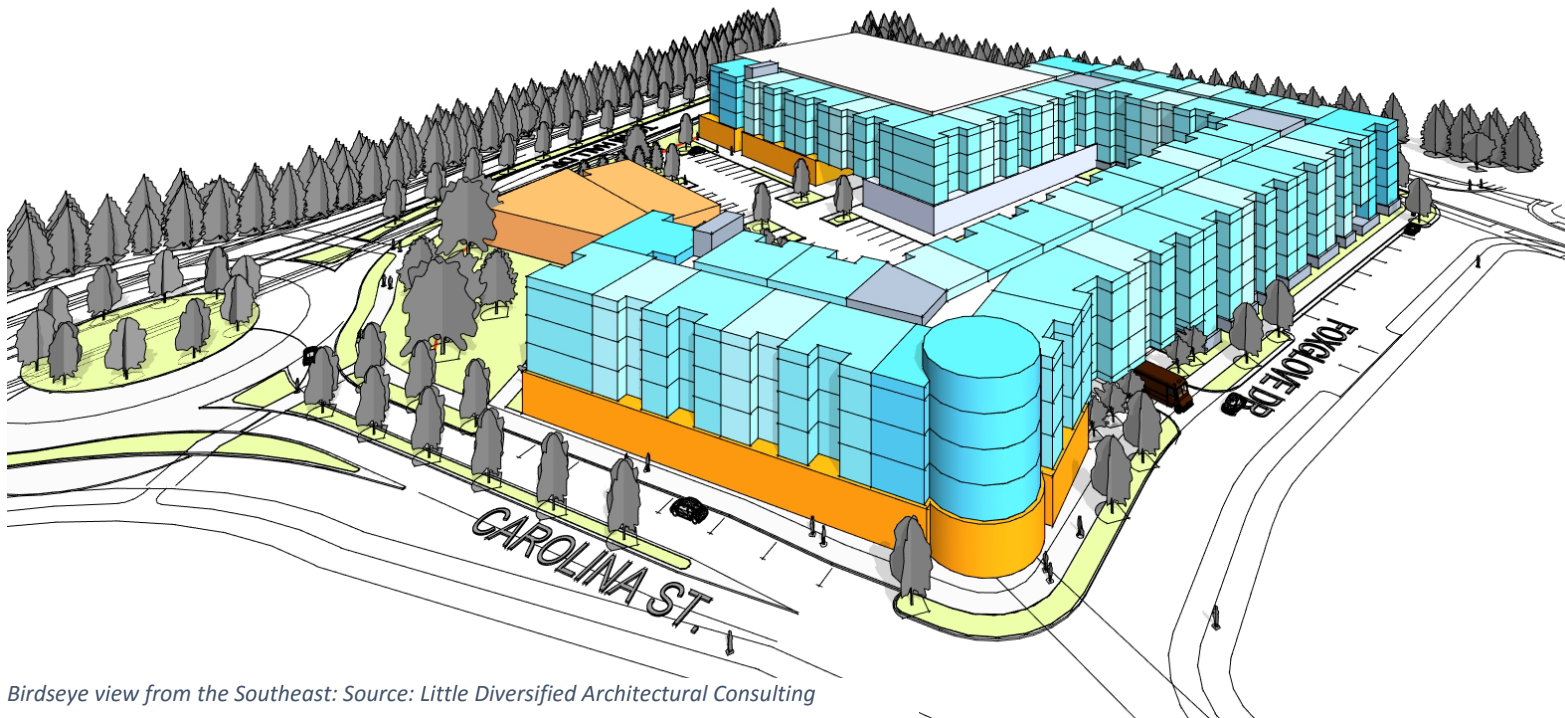 FOXGLOVE DR
CAROLINA ST.
Birdseye view from the Southeast: Source: Little Diversified Architectural Consulting